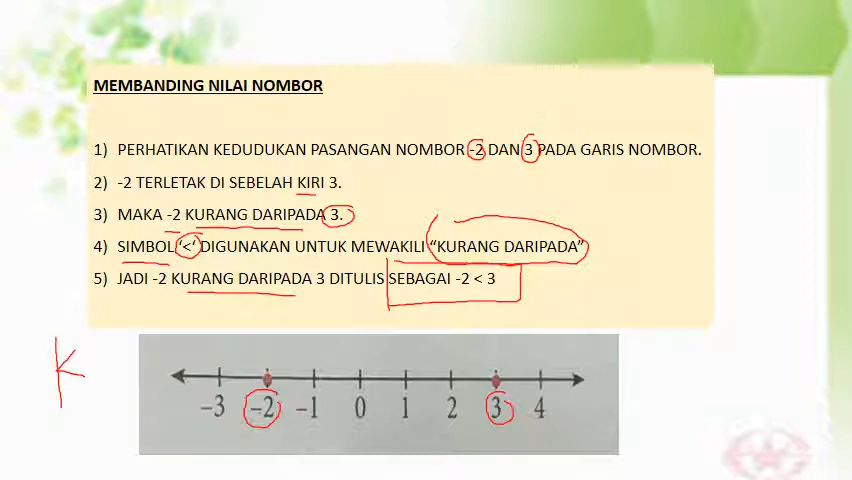 MEMBANDING NILAI NOMBOR
1) PERHATIKAN KEDUDUKAN PASANGAN NOMBOR -2 DAN 3 PADA GARIS NOMBOR.
2) -2 TERLETAK DI SEBELAH KIRI 3.
3) MAKA -2 KURANG DARIPADA 3.
4) SIMBOL ‘<‘ DIGUNAKAN UNTUK MEWAKILI “KURANG DARIPADA”
5) JADI -2 KURANG DARIPADA 3 DITULIS SEBAGAI -2 < 3
K
–3 –2 –1 0 1 2 3 4